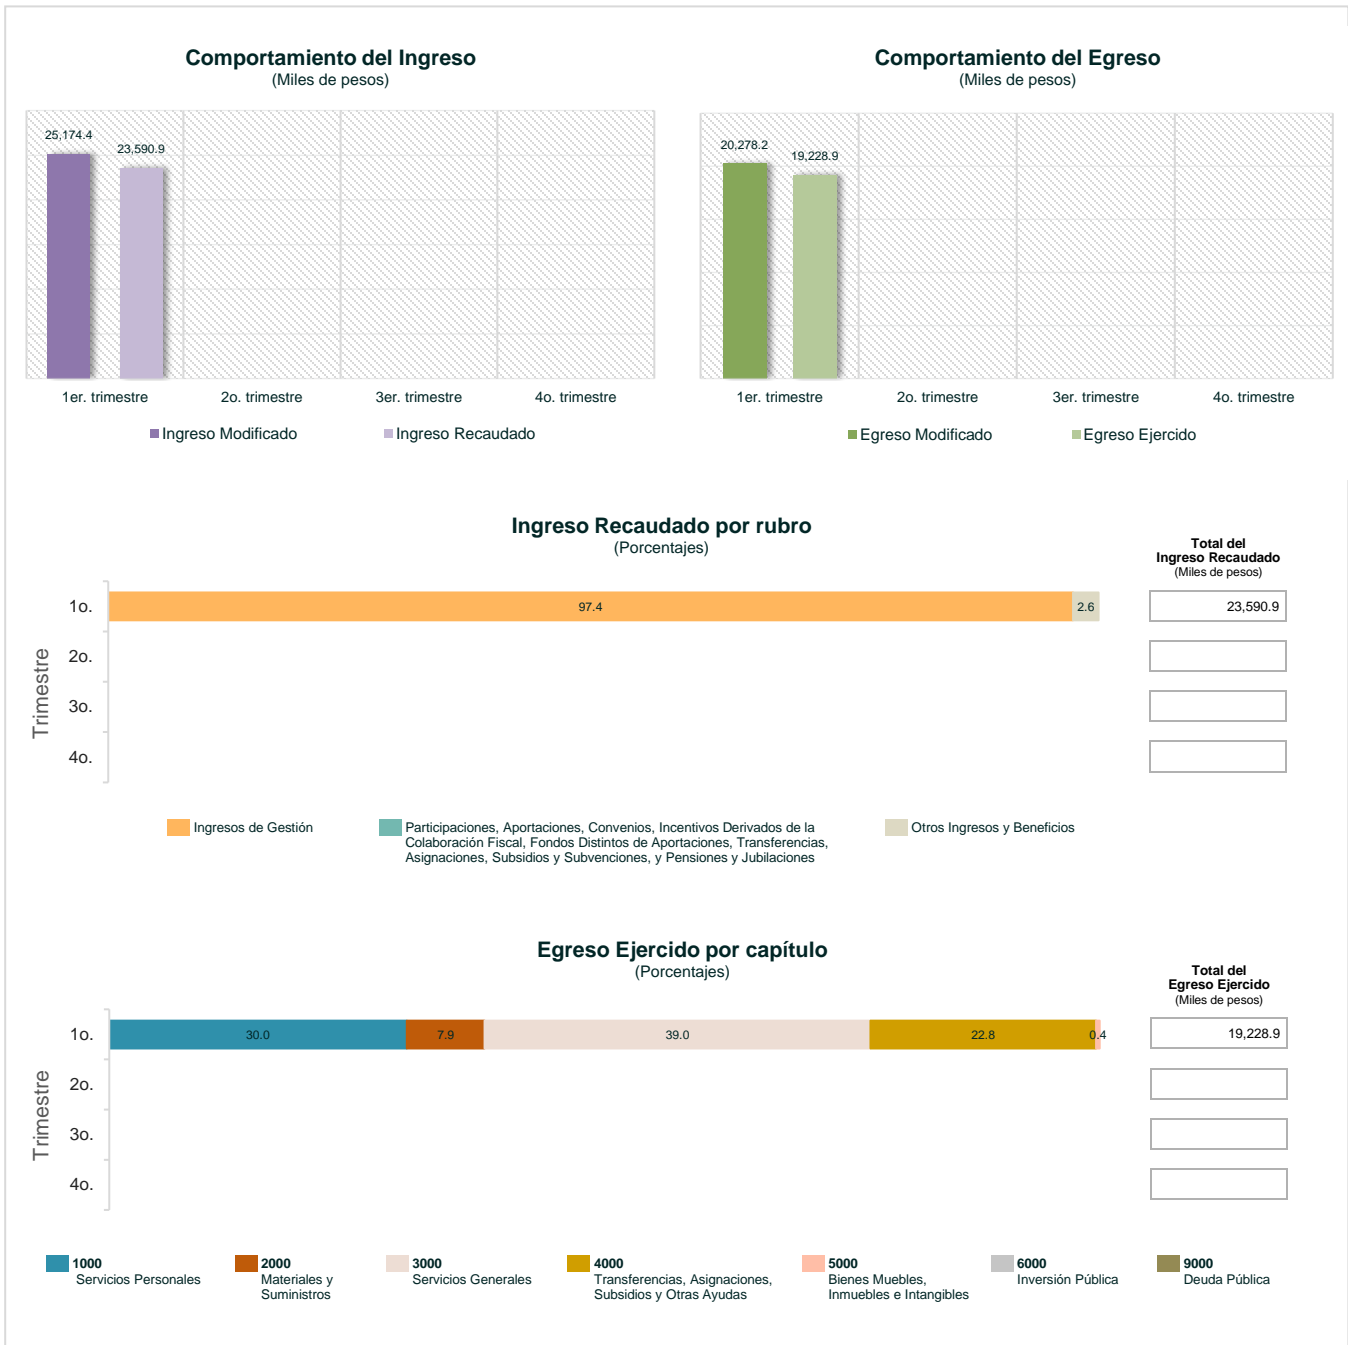 Comportamiento del Ingreso
(Miles de pesos)
25,174.4
23,590.9
1er. trimestre
2o. trimestre
3er. trimestre
4o. trimestre
Ingreso Modificado
Ingreso Recaudado
Comportamiento del Egreso
(Miles de pesos)
20,278.2
19,228.9
1er. trimestre
2o. trimestre
3er. trimestre
4o. trimestre
Egreso Modificado
Egreso Ejercido
Ingreso Recaudado por rubro
(Porcentajes)
Total del
Ingreso Recaudado
(Miles de pesos)
Trimestre
1o.
97.4
2.6
23,590.9
2o.
3o.
4o.
Ingresos de Gestión
Participaciones, Aportaciones, Convenios, Incentivos Derivados de la
Colaboración Fiscal, Fondos Distintos de Aportaciones, Transferencias,
Asignaciones, Subsidios y Subvenciones, y Pensiones y Jubilaciones
Otros Ingresos y Beneficios
Egreso Ejercido por capítulo
(Porcentajes)
Total del
Egreso Ejercido
(Miles de pesos)
Trimestre
1o.
30.0
7.9
39.0
22.8
0.4
19,228.9
2o.
3o.
4o.
1000
Servicios Personales
2000
Materiales y
Suministros
3000
Servicios Generales
4000
Transferencias, Asignaciones,
Subsidios y Otras Ayudas
5000
Bienes Muebles,
Inmuebles e Intangibles
6000
Inversión Pública
9000
Deuda Pública